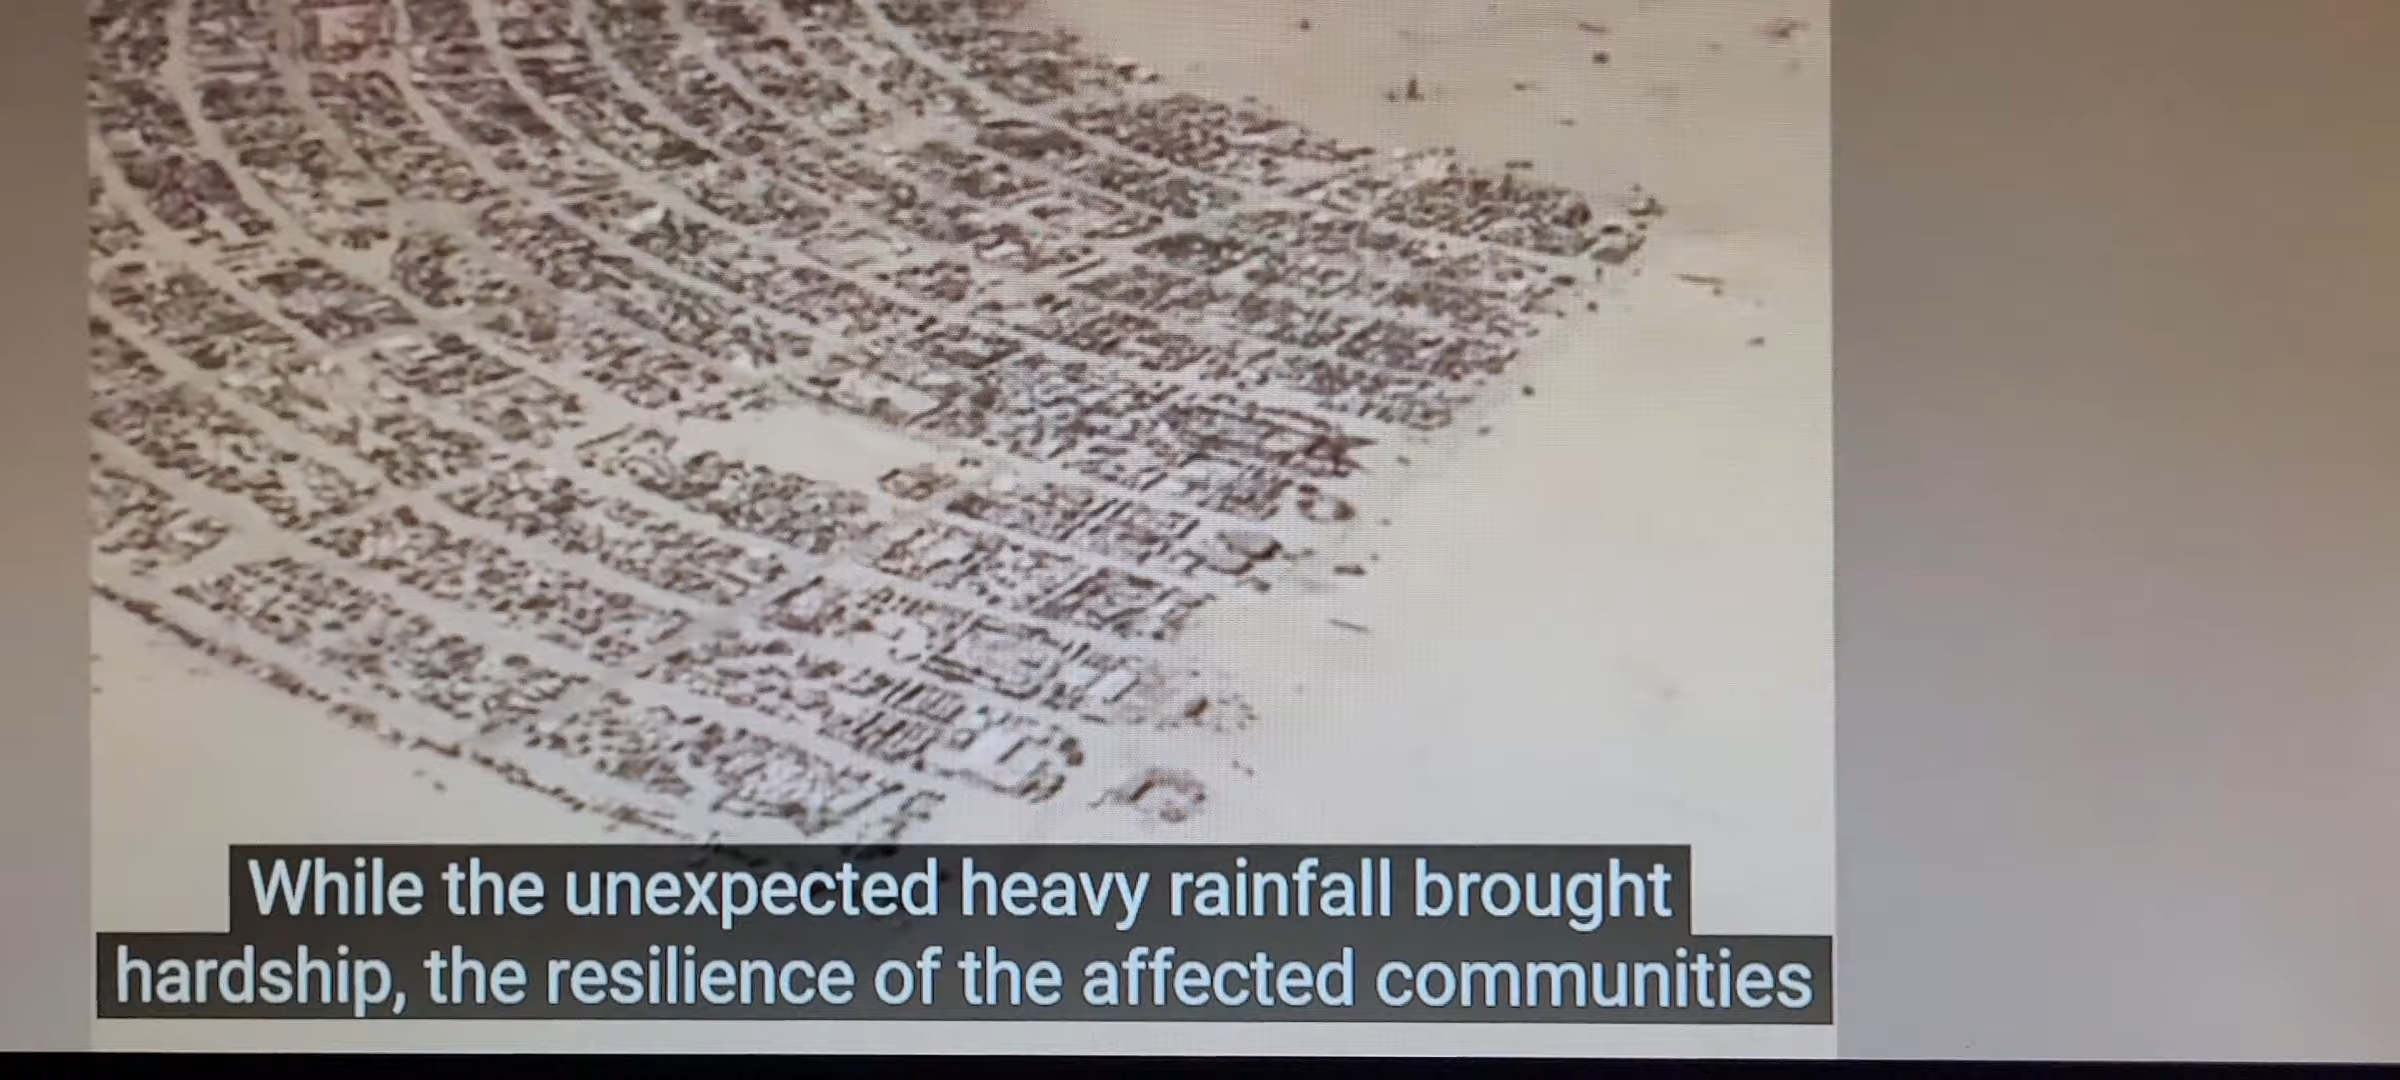 While the unexpected heavy rainfall brought
hardship, the resilience of the affected communities